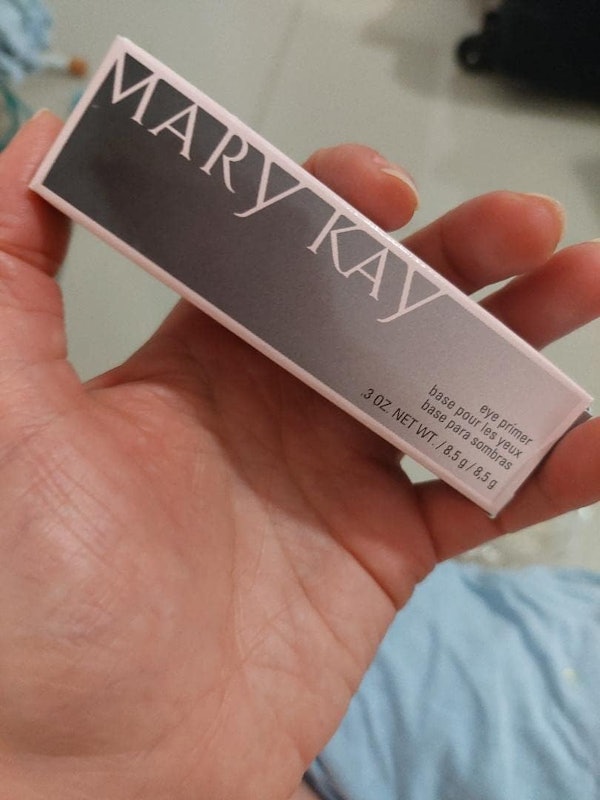 MARY KAY
eye primer
base pour les yeux
base para sombras
.3 OZ. NET WT. / 8.5 g / 8,5 g